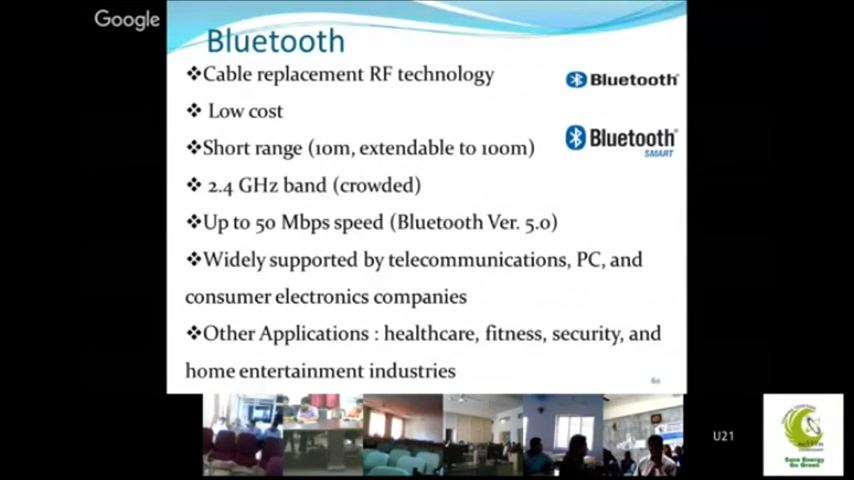 Google
Bluetooth
❖Cable replacement RF technology
Bluetooth®
❖ Low cost
Bluetooth®
SMART
❖Short range (10m, extendable to 100m)
❖ 2.4 GHz band (crowded)
❖Up to 50 Mbps speed (Bluetooth Ver. 5.0)
❖Widely supported by telecommunications, PC, and
consumer electronics companies
❖Other Applications : healthcare, fitness, security, and
home entertainment industries
60
U21
Save Energy
Go Green